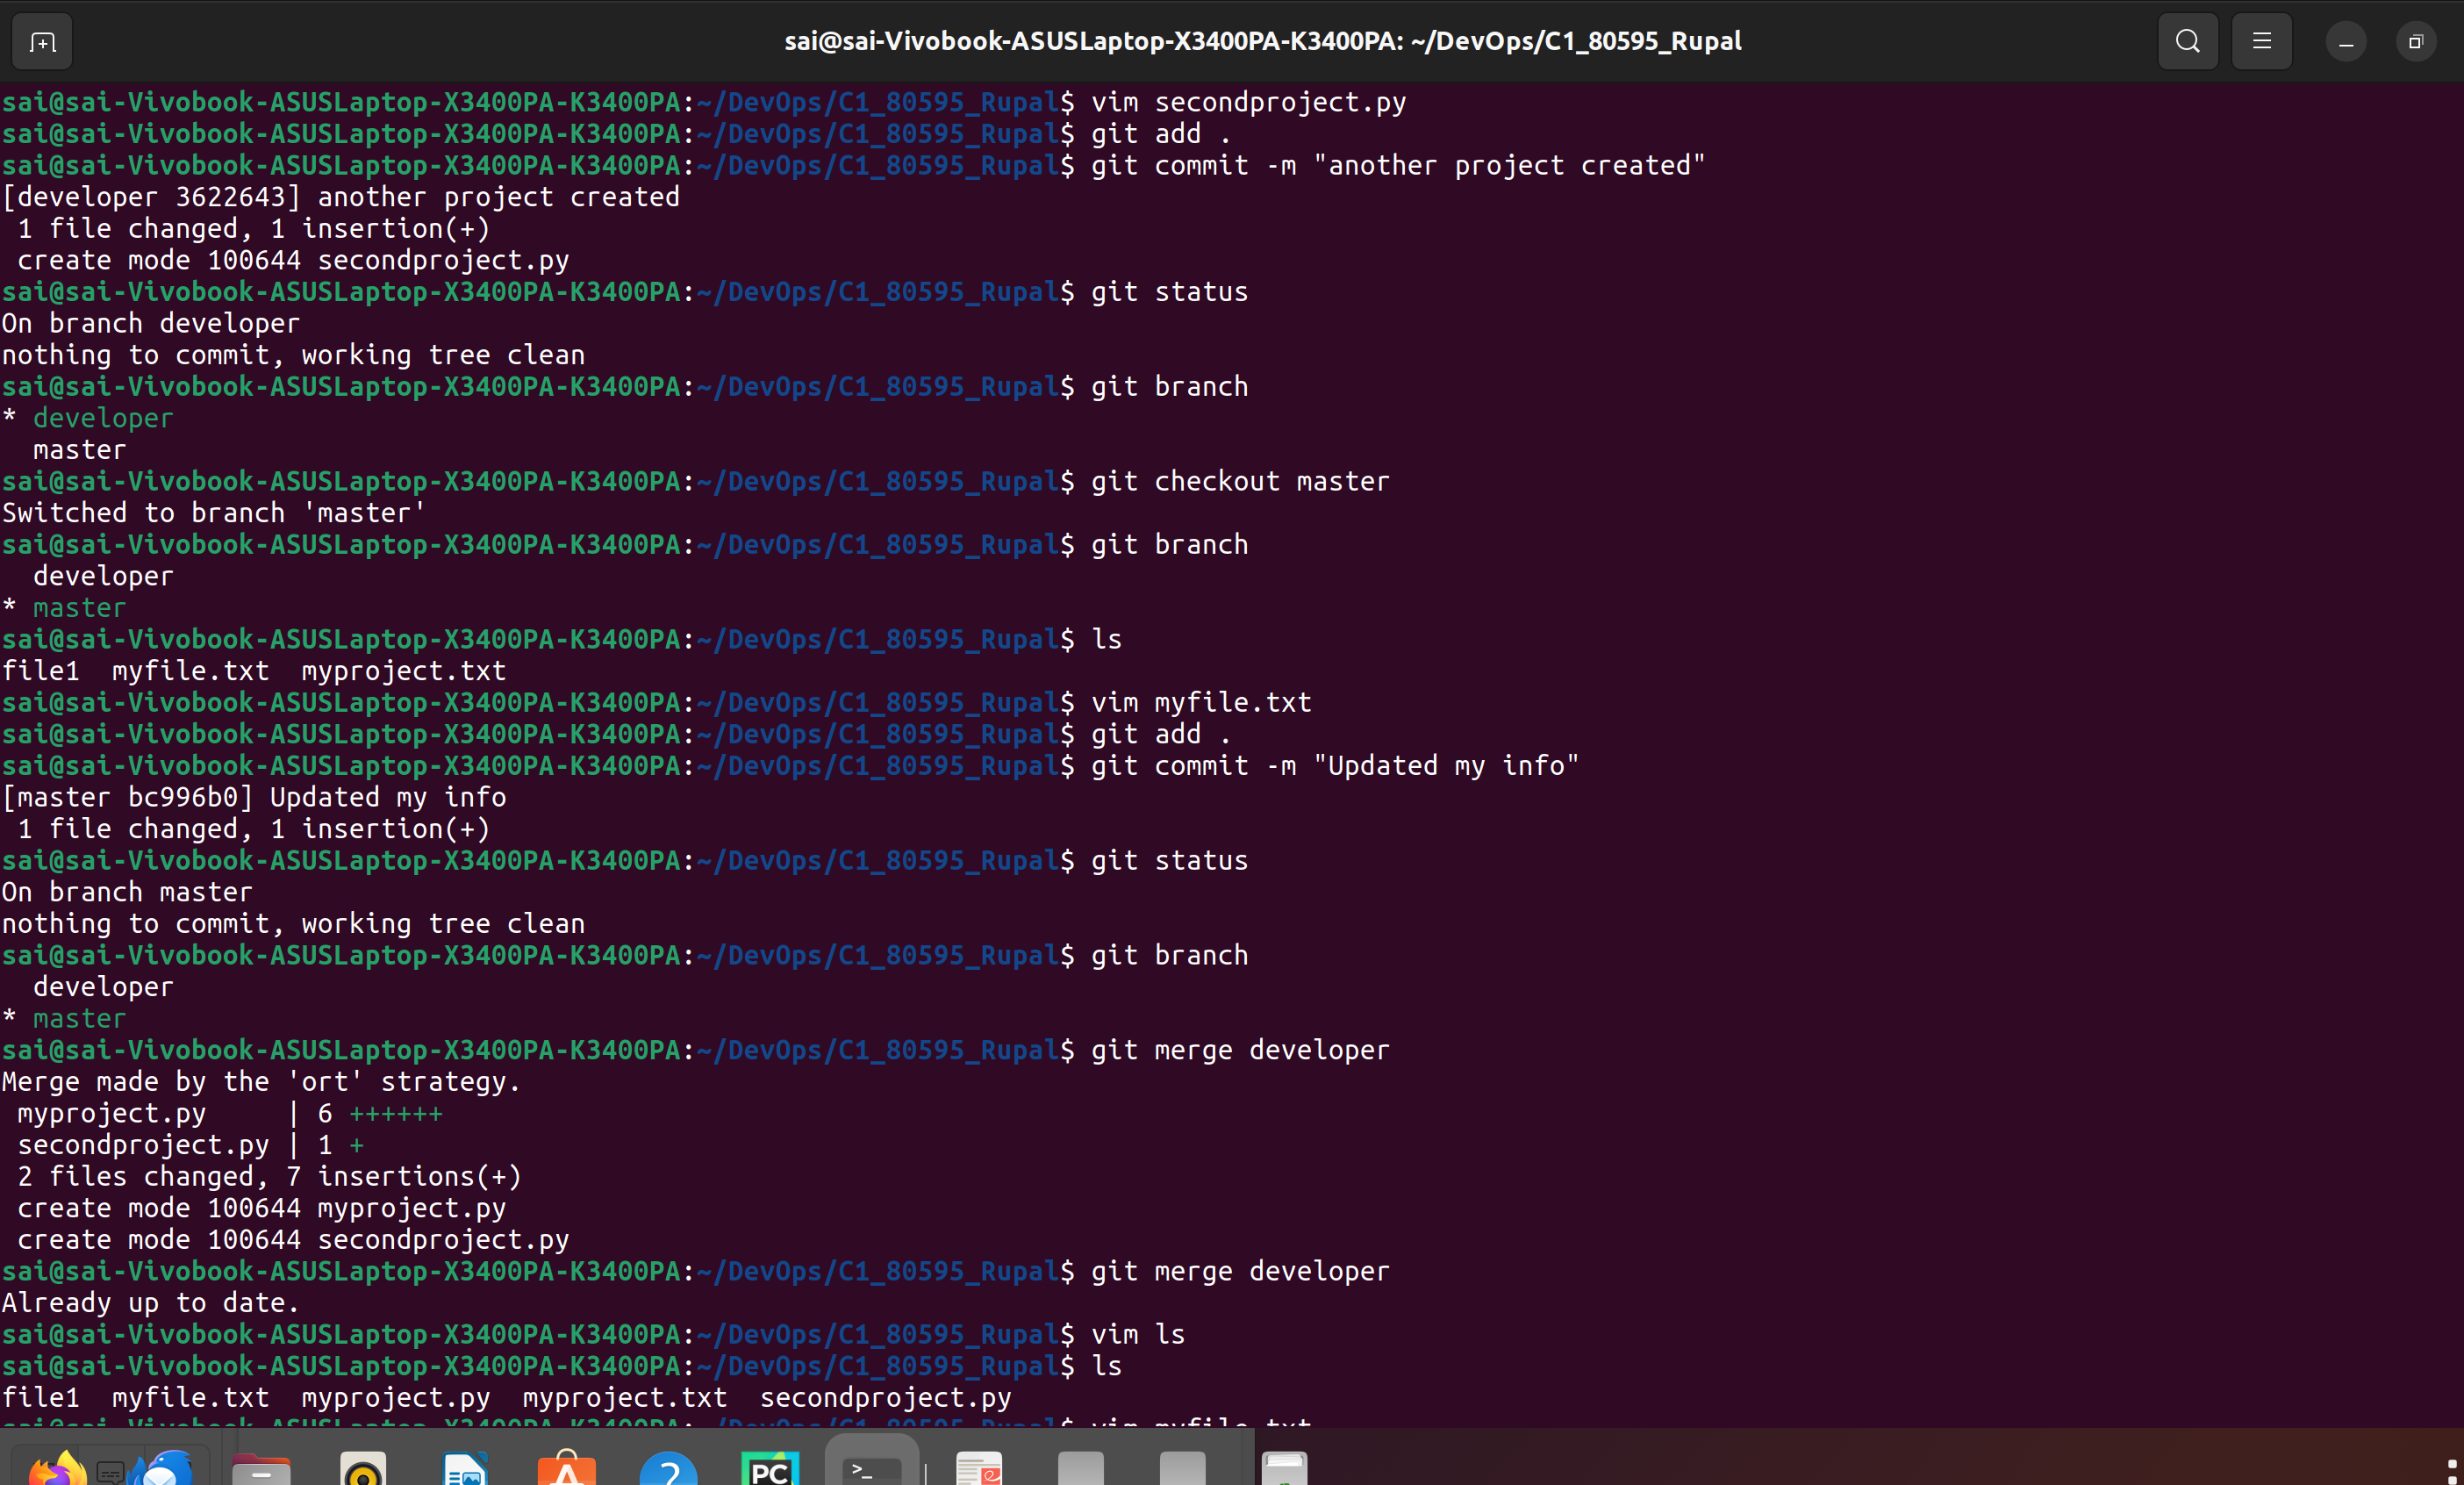 sai@sai-Vivobook-ASUSLaptop-X3400PA-K3400PA: ~/DevOps/C1_80595_Rupal
sai@sai-Vivobook-ASUSLaptop-X3400PA-K3400PA:~/DevOps/C1_80595_Rupal$ vim secondproject.py
sai@sai-Vivobook-ASUSLaptop-X3400PA-K3400PA:~/DevOps/C1_80595_Rupal$ git add .
sai@sai-Vivobook-ASUSLaptop-X3400PA-K3400PA:~/DevOps/C1_80595_Rupal$ git commit -m "another project created"
[developer 3622643] another project created
 1 file changed, 1 insertion(+)
 create mode 100644 secondproject.py
sai@sai-Vivobook-ASUSLaptop-X3400PA-K3400PA:~/DevOps/C1_80595_Rupal$ git status
On branch developer
nothing to commit, working tree clean
sai@sai-Vivobook-ASUSLaptop-X3400PA-K3400PA:~/DevOps/C1_80595_Rupal$ git branch
* developer
  master
sai@sai-Vivobook-ASUSLaptop-X3400PA-K3400PA:~/DevOps/C1_80595_Rupal$ git checkout master
Switched to branch 'master'
sai@sai-Vivobook-ASUSLaptop-X3400PA-K3400PA:~/DevOps/C1_80595_Rupal$ git branch
  developer
* master
sai@sai-Vivobook-ASUSLaptop-X3400PA-K3400PA:~/DevOps/C1_80595_Rupal$ ls
file1  myfile.txt  myproject.txt
sai@sai-Vivobook-ASUSLaptop-X3400PA-K3400PA:~/DevOps/C1_80595_Rupal$ vim myfile.txt
sai@sai-Vivobook-ASUSLaptop-X3400PA-K3400PA:~/DevOps/C1_80595_Rupal$ git add .
sai@sai-Vivobook-ASUSLaptop-X3400PA-K3400PA:~/DevOps/C1_80595_Rupal$ git commit -m "Updated my info"
[master bc996b0] Updated my info
 1 file changed, 1 insertion(+)
sai@sai-Vivobook-ASUSLaptop-X3400PA-K3400PA:~/DevOps/C1_80595_Rupal$ git status
On branch master
nothing to commit, working tree clean
sai@sai-Vivobook-ASUSLaptop-X3400PA-K3400PA:~/DevOps/C1_80595_Rupal$ git branch
  developer
* master
sai@sai-Vivobook-ASUSLaptop-X3400PA-K3400PA:~/DevOps/C1_80595_Rupal$ git merge developer
Merge made by the 'ort' strategy.
 myproject.py     | 6 ++++++
 secondproject.py | 1 +
 2 files changed, 7 insertions(+)
 create mode 100644 myproject.py
 create mode 100644 secondproject.py
sai@sai-Vivobook-ASUSLaptop-X3400PA-K3400PA:~/DevOps/C1_80595_Rupal$ git merge developer
Already up to date.
sai@sai-Vivobook-ASUSLaptop-X3400PA-K3400PA:~/DevOps/C1_80595_Rupal$ vim ls
sai@sai-Vivobook-ASUSLaptop-X3400PA-K3400PA:~/DevOps/C1_80595_Rupal$ ls
file1  myfile.txt  myproject.py  myproject.txt  secondproject.py
PC